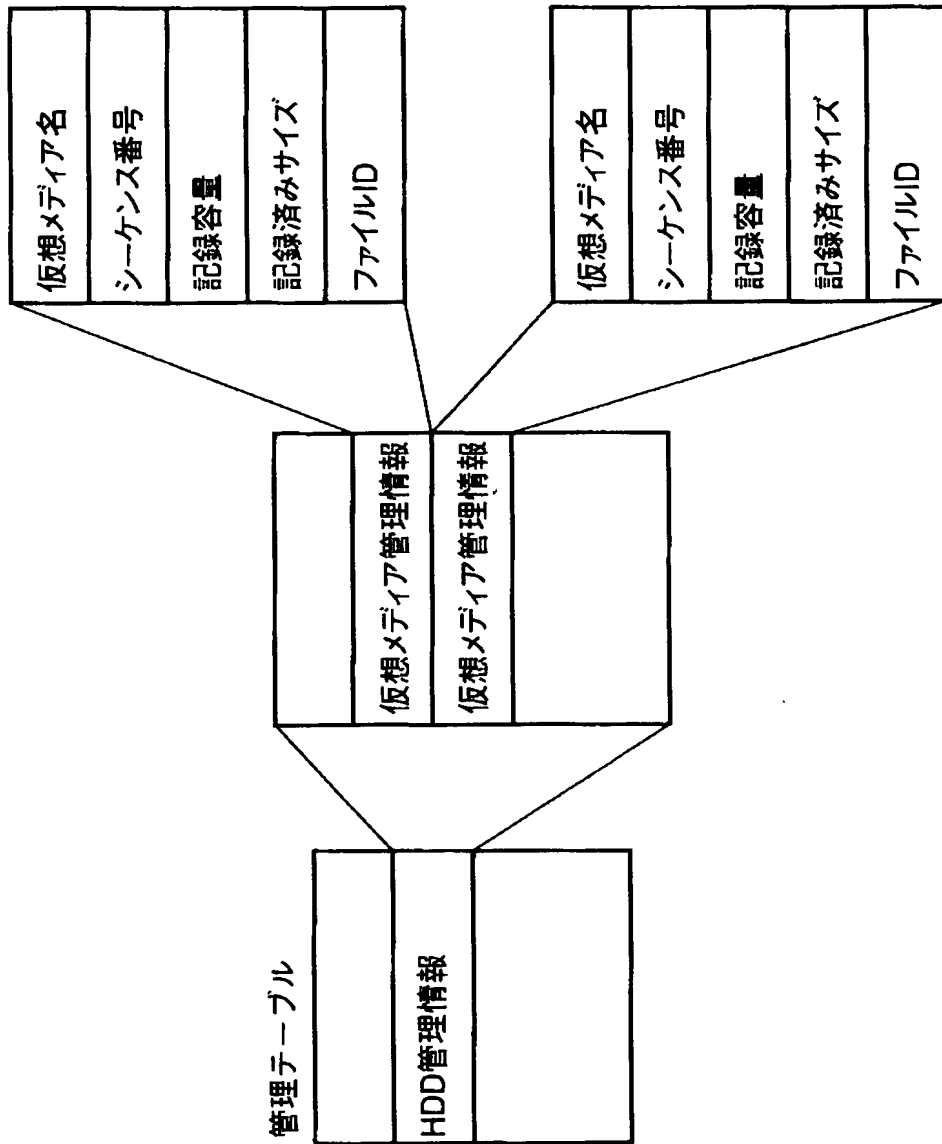 管理テーブル
HDD管理情報
仮想メディア管理情報
仮想メディア管理情報
仮想メディア名
シーケンス番号
記録容量
記録済みサイズ
ファイルID
仮想メディア名
シーケンス番号
記録容量
記録済みサイズ
ファイルID